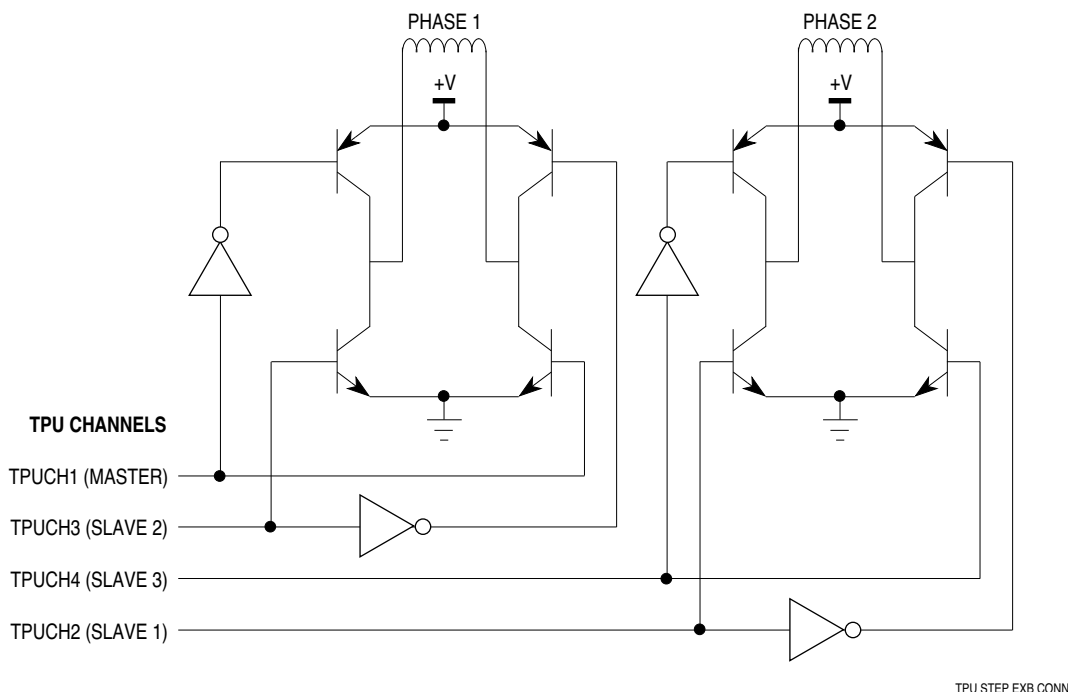 PHASE 1
PHASE 2
+V
+V
TPU CHANNELS
TPUCH1 (MASTER)
TPUCH3 (SLAVE 2)
TPUCH4 (SLAVE 3)
TPUCH2 (SLAVE 1)
TPU STEP EXB CONN